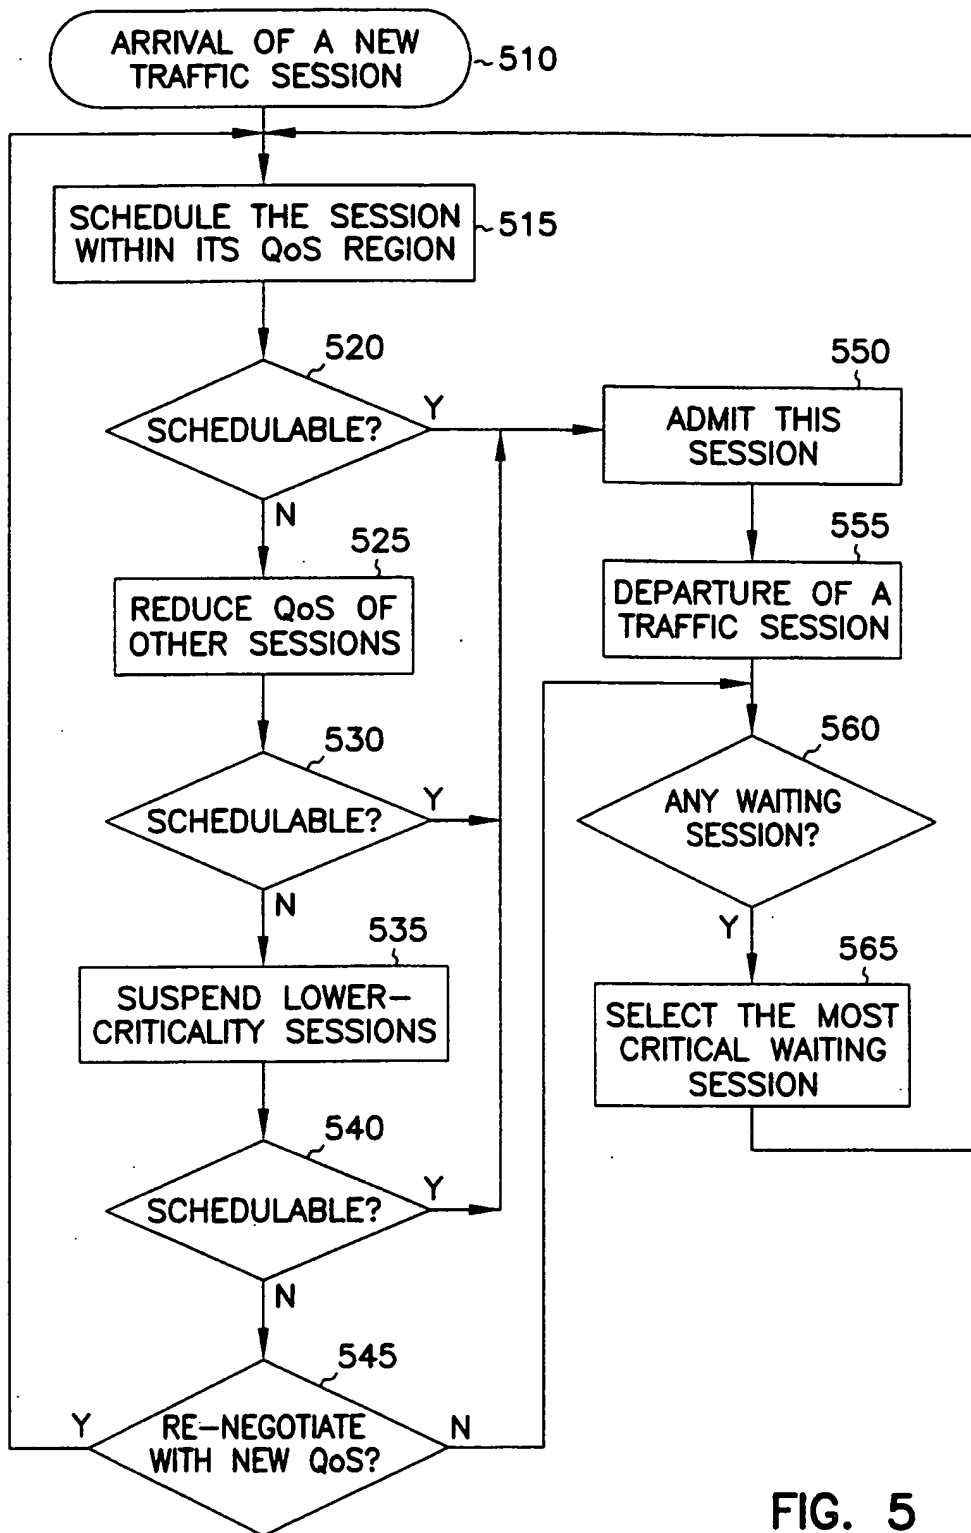 ARRIVAL OF A NEW
TRAFFIC SESSION
510
SCHEDULE THE SESSION
WITHIN ITS QoS REGION
515
520
SCHEDULABLE?
Y
N
525
REDUCE QoS OF
OTHER SESSIONS
530
SCHEDULABLE?
Y
N
535
SUSPEND LOWER-
CRITICALITY SESSIONS
540
SCHEDULABLE?
Y
N
545
RE-NEGOTIATE
WITH NEW QoS?
Y
N
550
ADMIT THIS
SESSION
555
DEPARTURE OF A
TRAFFIC SESSION
560
ANY WAITING
SESSION?
Y
565
SELECT THE MOST
CRITICAL WAITING
SESSION
FIG. 5